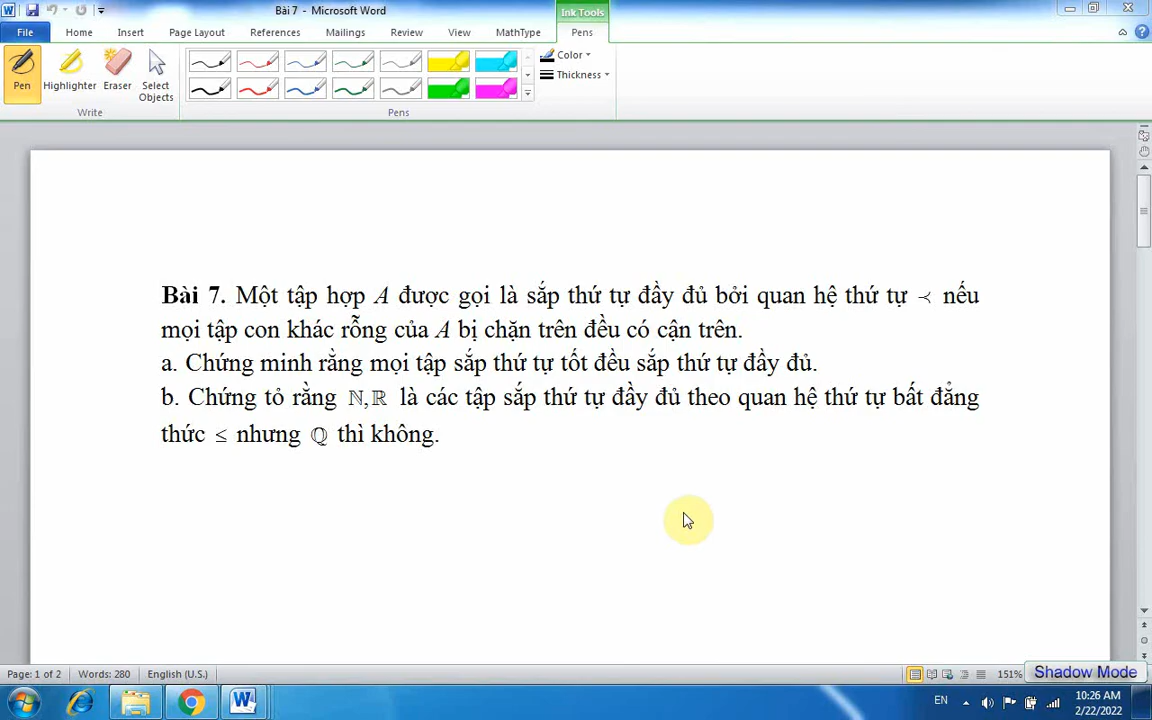 Bài 7 - Microsoft Word
Ink Tools
File Home Insert Page Layout References Mailings Review View MathType Pens
Pen Highlighter Eraser Select Objects
Color
Thickness
Write Pens
Bài 7. Một tập hợp A được gọi là sắp thứ tự đầy đủ bởi quan hệ thứ tự ≺ nếu
mọi tập con khác rỗng của A bị chặn trên đều có cận trên.
a. Chứng minh rằng mọi tập sắp thứ tự tốt đều sắp thứ tự đầy đủ.
b. Chứng tỏ rằng ℕ,ℝ là các tập sắp thứ tự đầy đủ theo quan hệ thứ tự bất đẳng
thức ≤ nhưng ℚ thì không.
Page: 1 of 2 Words: 280 English (U.S.) 151% Shadow Mode
EN 10:26 AM
2/22/2022